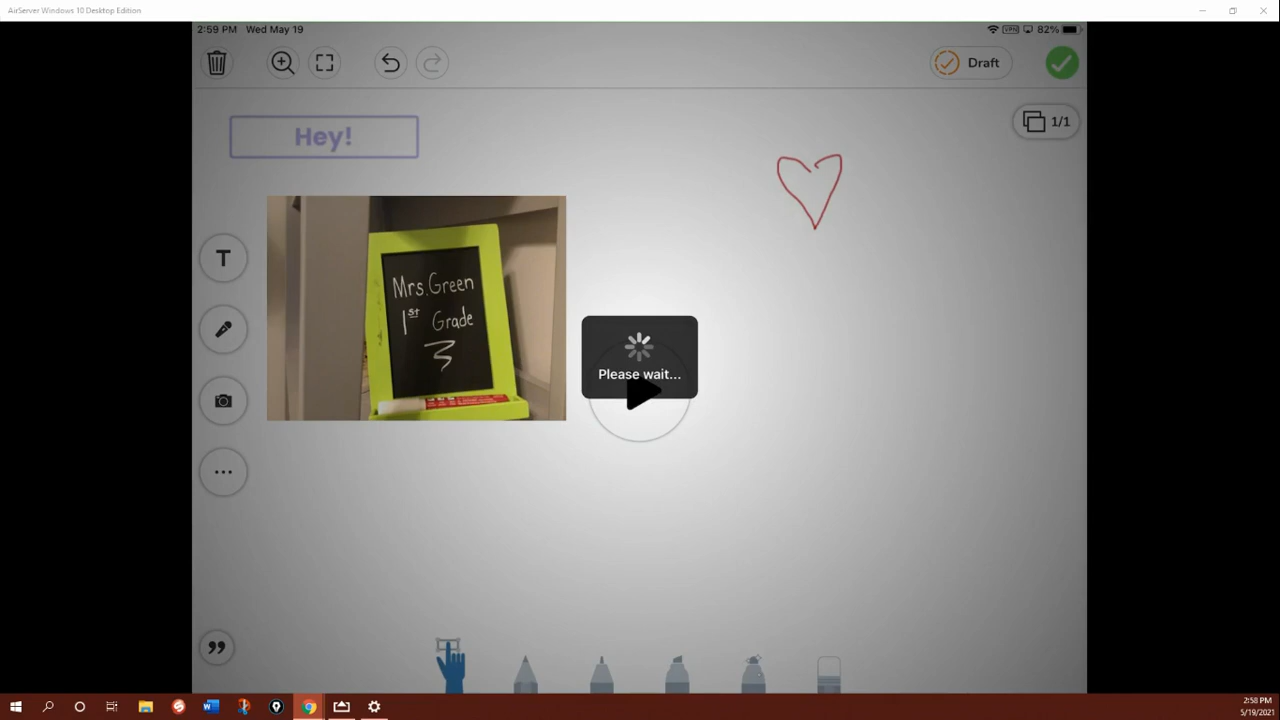 AirServer Windows 10 Desktop Edition
2:59 PM Wed May 19
VPN 82%
Draft
1/1
Hey!
T
Mrs. Green
1st Grade
Please wait...
2:58 PM
5/19/2021